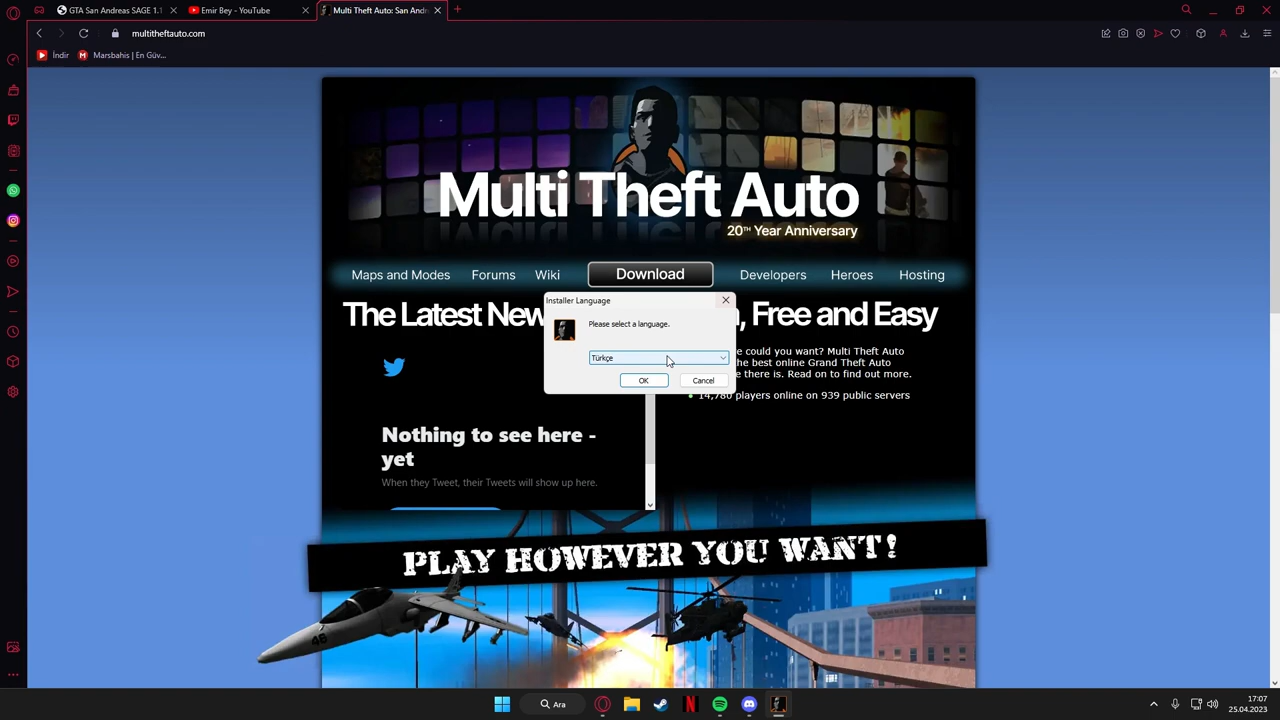 GTA San Andreas SAGE 1.1
Emir Bey - YouTube
Multi Theft Auto: San Andr
multitheftauto.com
İndir
Marsbahis | En Güv...
Multi Theft Auto
20TH Year Anniversary
Maps and Modes
Forums
Wiki
Download
Developers
Heroes
Hosting
The Latest New
, Free and Easy
Installer Language
Please select a language.
Türkçe
OK
Cancel
e could you want? Multi Theft Auto
the best online Grand Theft Auto
e there is. Read on to find out more.
14,780 players online on 939 public servers
Nothing to see here -
yet
When they Tweet, their Tweets will show up here.
PLAY HOWEVER YOU WANT!
46
Ara
17:07
25.04.2023